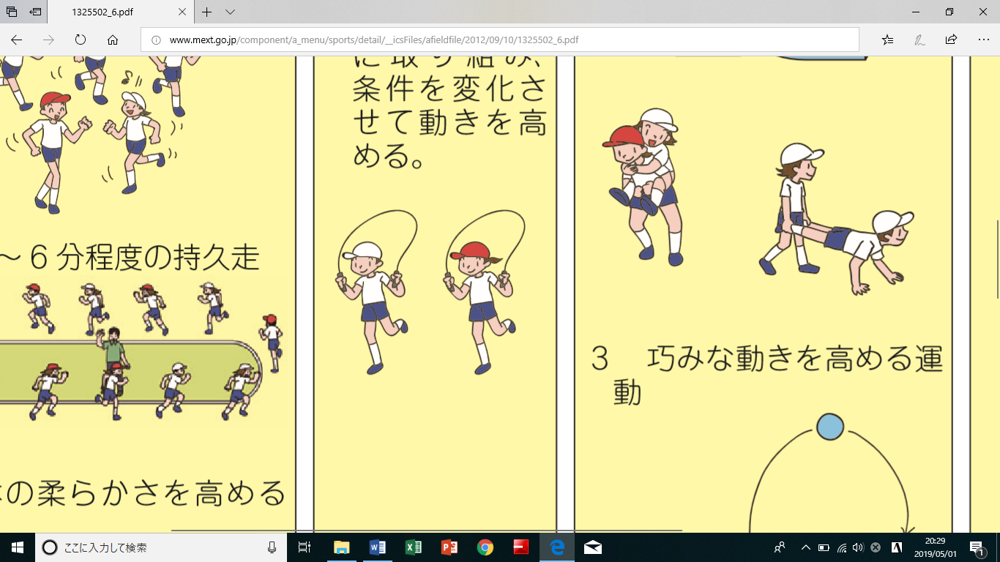 1325502_6.pdf
www.mext.go.jp/component/a_menu/sports/detail/__icsFiles/afieldfile/2012/09/10/1325502_6.pdf
～6分程度の持久走
の柔らかさを高める
に取り組み、
条件を変化さ
せて動きを高
める。
3 巧みな動きを高める運
動
ここに入力して検索
A
20:29
2019/05/01
1